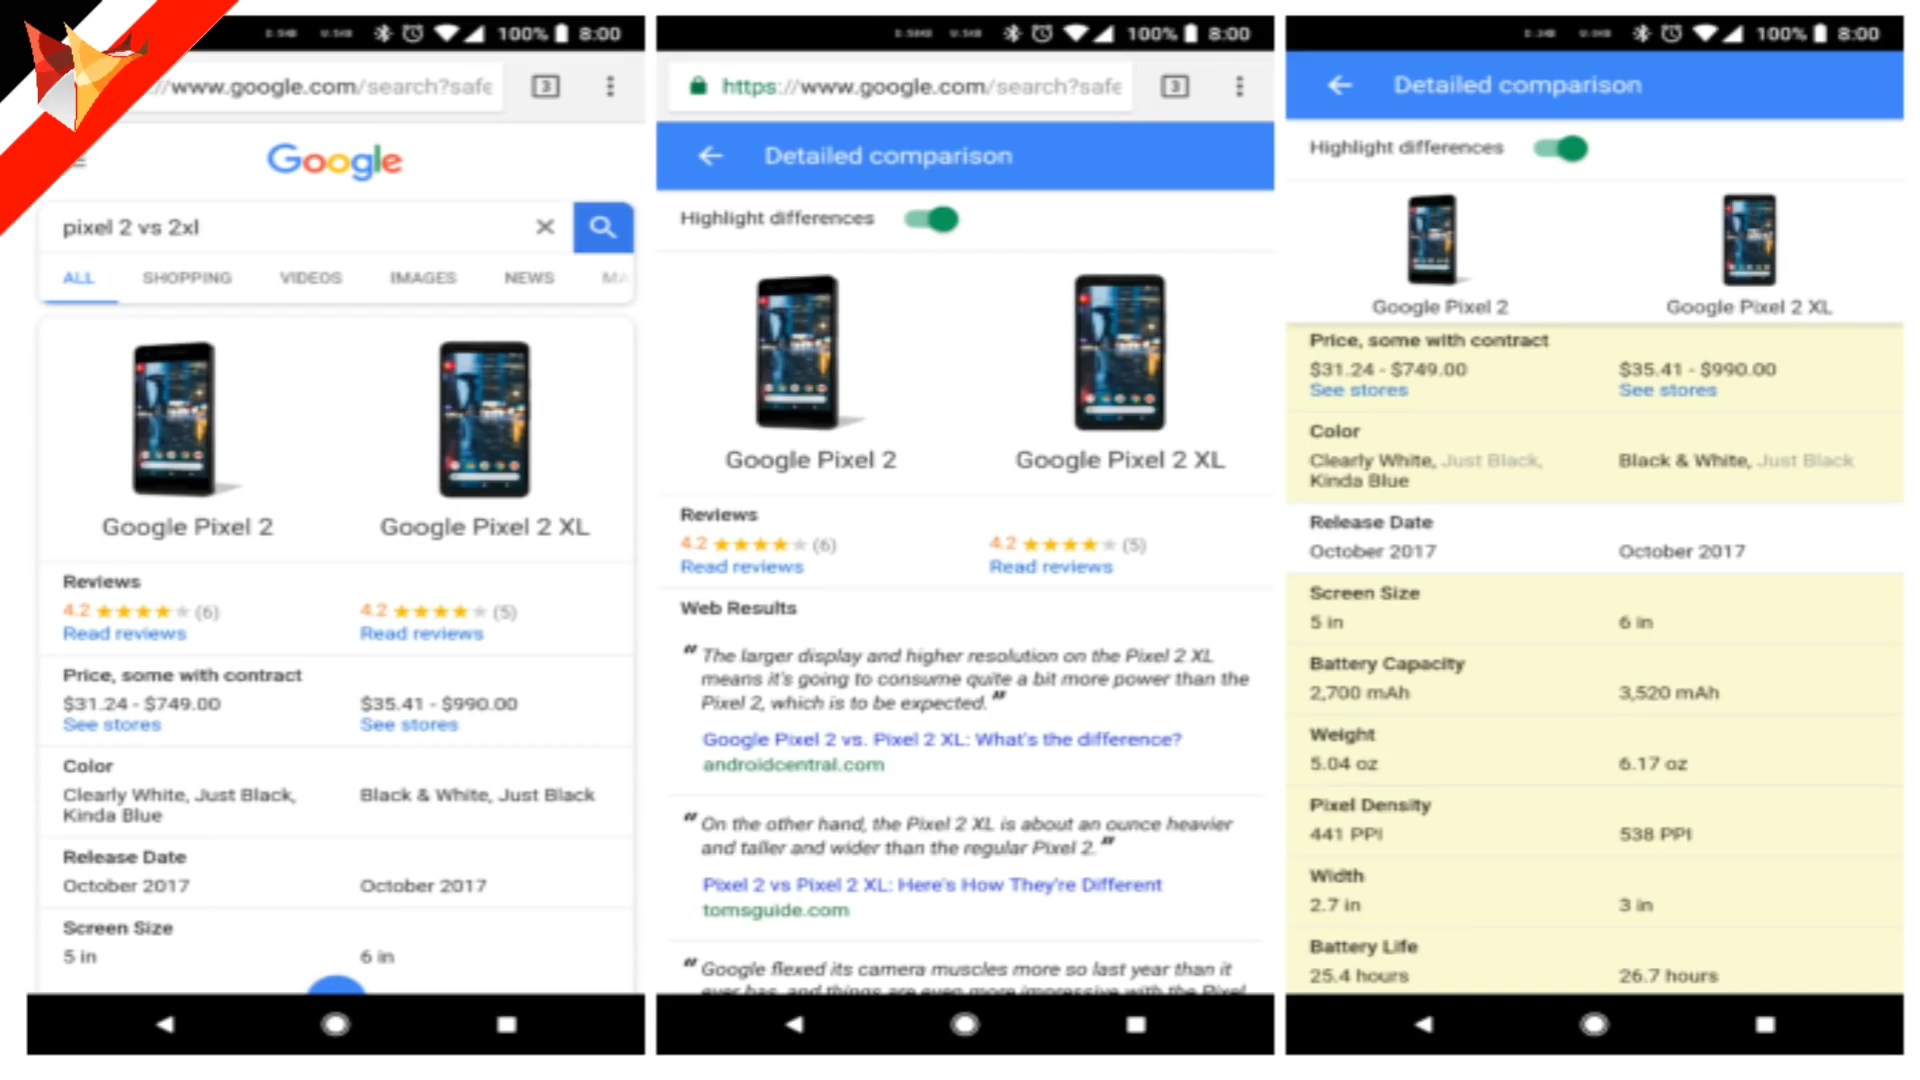 100% 8:00
//www.google.com/search?safe 3
Google
pixel 2 vs 2xl
ALL SHOPPING VIDEOS IMAGES NEWS MA
Google Pixel 2 Google Pixel 2 XL
Reviews
4.2 (6) 4.2 (5)
Read reviews Read reviews
Price, some with contract
$31.24 - $749.00 $35.41 - $990.00
See stores See stores
Color
Clearly White, Just Black, Black & White, Just Black
Kinda Blue
Release Date
October 2017 October 2017
Screen Size
5 in 6 in
100% 8:00
https://www.google.com/search?safe 3
Detailed comparison
Highlight differences
Google Pixel 2 Google Pixel 2 XL
Reviews
4.2 (6) 4.2 (5)
Read reviews Read reviews
Web Results
"The larger display and higher resolution on the Pixel 2 XL
means it's going to consume quite a bit more power than the
Pixel 2, which is to be expected."
Google Pixel 2 vs. Pixel 2 XL: What's the difference?
androidcentral.com
"On the other hand, the Pixel 2 XL is about an ounce heavier
and taller and wider than the regular Pixel 2."
Pixel 2 vs Pixel 2 XL: Here's How They're Different
tomsguide.com
"Google flexed its camera muscles more so last year than it
ever has, and things are even more impressive with the Pixel
100% 8:00
Detailed comparison
Highlight differences
Google Pixel 2 Google Pixel 2 XL
Price, some with contract
$31.24 - $749.00 $35.41 - $990.00
See stores See stores
Color
Clearly White, Just Black, Black & White, Just Black
Kinda Blue
Release Date
October 2017 October 2017
Screen Size
5 in 6 in
Battery Capacity
2,700 mAh 3,520 mAh
Weight
5.04 oz 6.17 oz
Pixel Density
441 PPI 538 PPI
Width
2.7 in 3 in
Battery Life
25.4 hours 26.7 hours